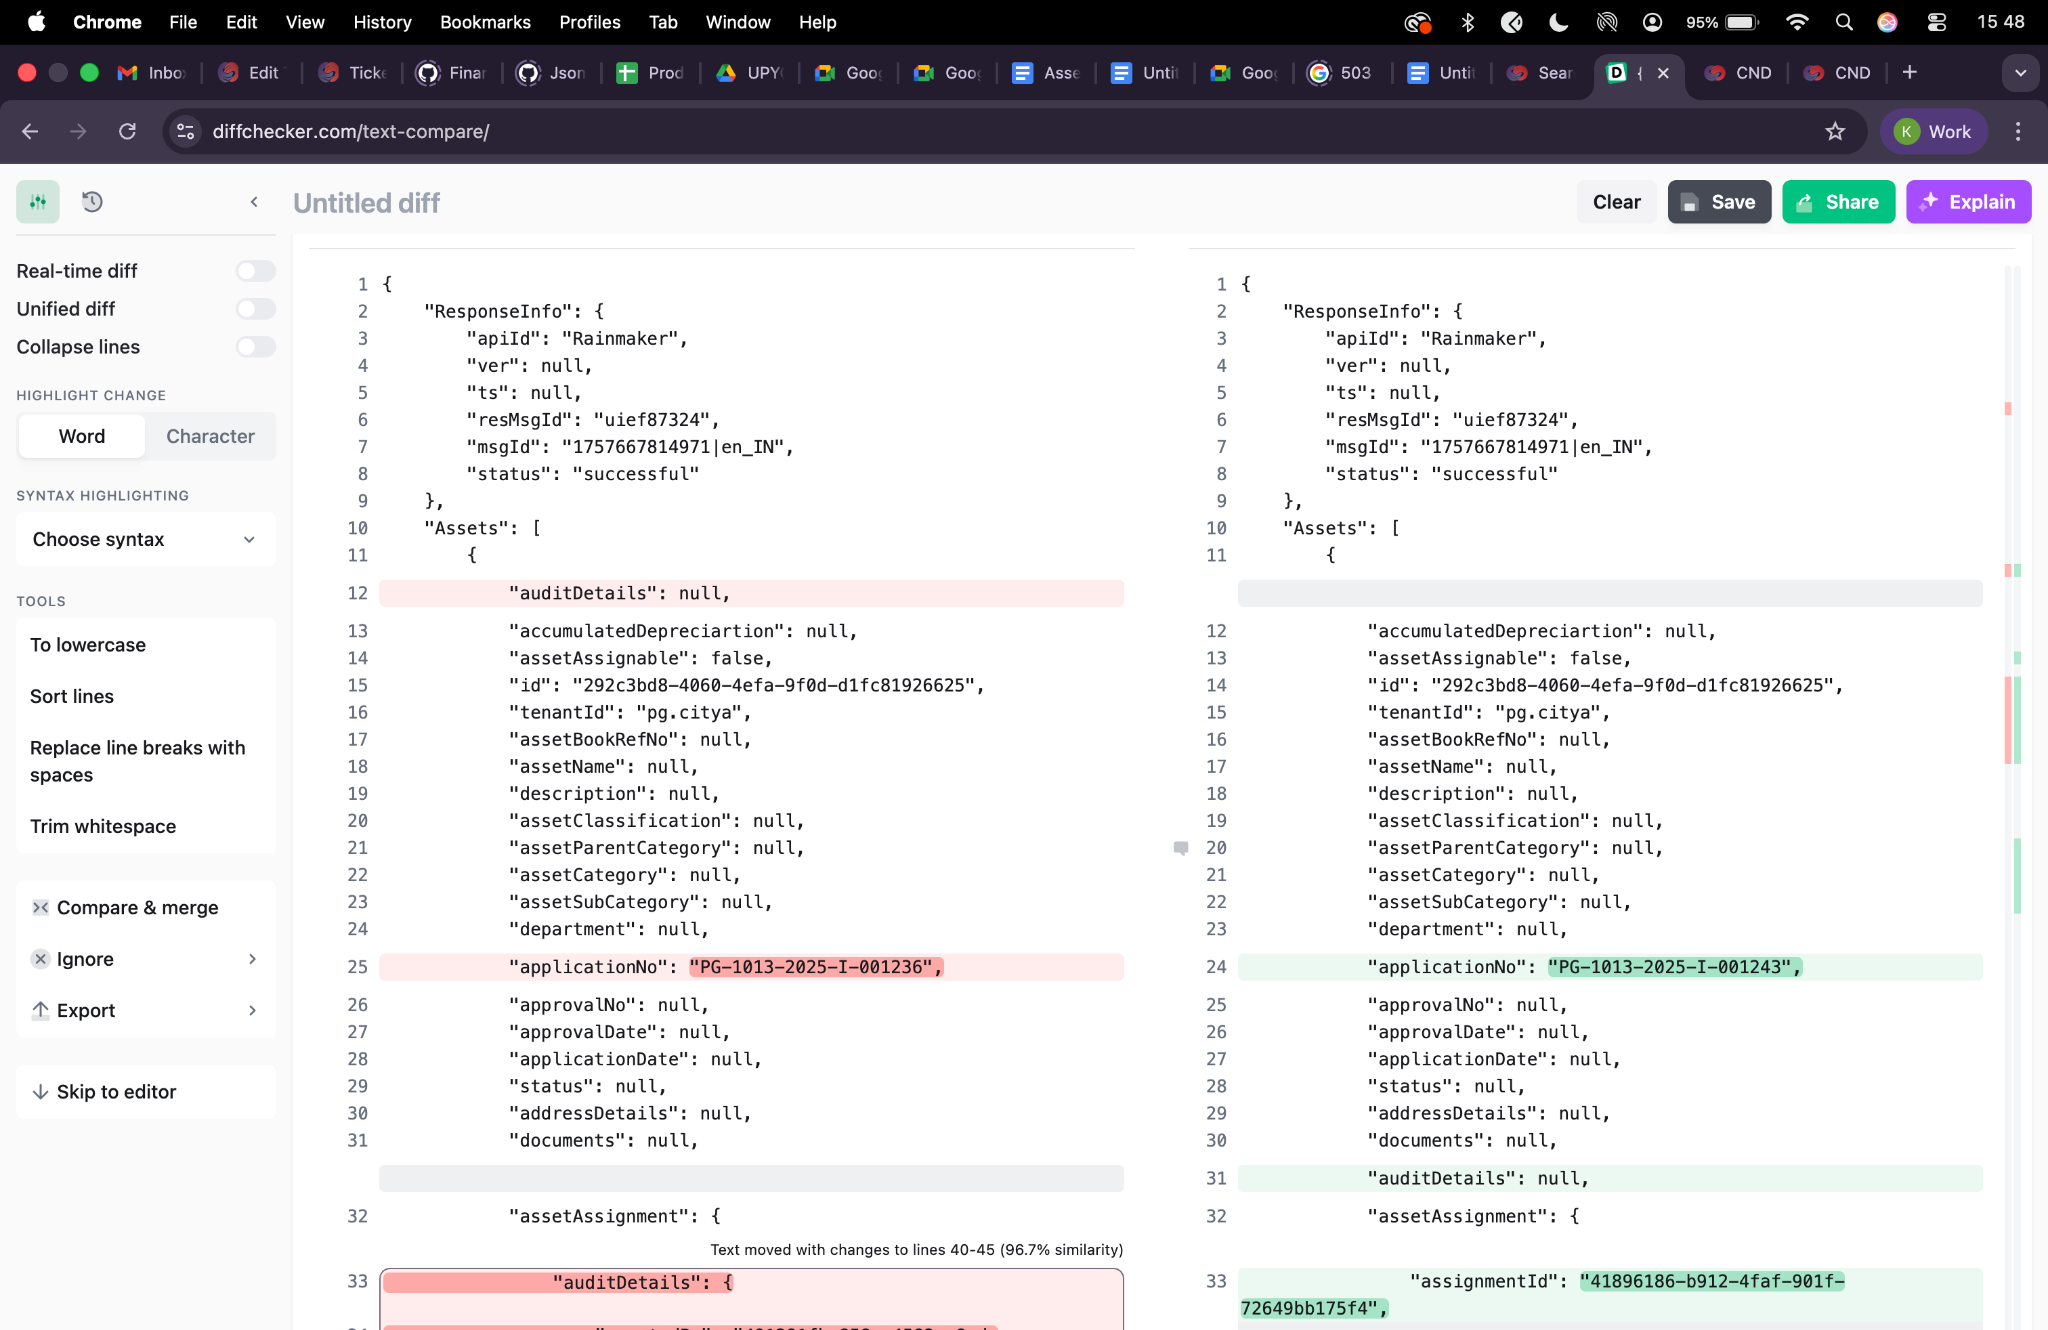 Chrome File Edit View History Bookmarks Profiles Tab Window Help 95% 15 48
Inbo Edit Ticke Finar Json Prod UPY Goog Goog Asse Unti Goog 503 Unti Sear { CND CND
diffchecker.com/text-compare/ K Work
Untitled diff Clear Save Share Explain
Real-time diff
Unified diff
Collapse lines
HIGHLIGHT CHANGE
Word Character
SYNTAX HIGHLIGHTING
Choose syntax
TOOLS
To lowercase
Sort lines
Replace line breaks with
spaces
Trim whitespace
Compare & merge
Ignore
Export
Skip to editor
1 {
2 "ResponseInfo": {
3 "apiId": "Rainmaker",
4 "ver": null,
5 "ts": null,
6 "resMsgId": "uief87324",
7 "msgId": "1757667814971|en_IN",
8 "status": "successful"
9 },
10 "Assets": [
11 {
12 "auditDetails": null,
13 "accumulatedDepreciartion": null,
14 "assetAssignable": false,
15 "id": "292c3bd8-4060-4efa-9f0d-d1fc81926625",
16 "tenantId": "pg.citya",
17 "assetBookRefNo": null,
18 "assetName": null,
19 "description": null,
20 "assetClassification": null,
21 "assetParentCategory": null,
22 "assetCategory": null,
23 "assetSubCategory": null,
24 "department": null,
25 "applicationNo": "PG-1013-2025-I-001236",
26 "approvalNo": null,
27 "approvalDate": null,
28 "applicationDate": null,
29 "status": null,
30 "addressDetails": null,
31 "documents": null,
32 "assetAssignment": {
Text moved with changes to lines 40-45 (96.7% similarity)
33 "auditDetails": {
1 {
2 "ResponseInfo": {
3 "apiId": "Rainmaker",
4 "ver": null,
5 "ts": null,
6 "resMsgId": "uief87324",
7 "msgId": "1757667814971|en_IN",
8 "status": "successful"
9 },
10 "Assets": [
11 {
12 "accumulatedDepreciartion": null,
13 "assetAssignable": false,
14 "id": "292c3bd8-4060-4efa-9f0d-d1fc81926625",
15 "tenantId": "pg.citya",
16 "assetBookRefNo": null,
17 "assetName": null,
18 "description": null,
19 "assetClassification": null,
20 "assetParentCategory": null,
21 "assetCategory": null,
22 "assetSubCategory": null,
23 "department": null,
24 "applicationNo": "PG-1013-2025-I-001243",
25 "approvalNo": null,
26 "approvalDate": null,
27 "applicationDate": null,
28 "status": null,
29 "addressDetails": null,
30 "documents": null,
31 "auditDetails": null,
32 "assetAssignment": {
33 "assignmentId": "41896186-b912-4faf-901f-
72649bb175f4",